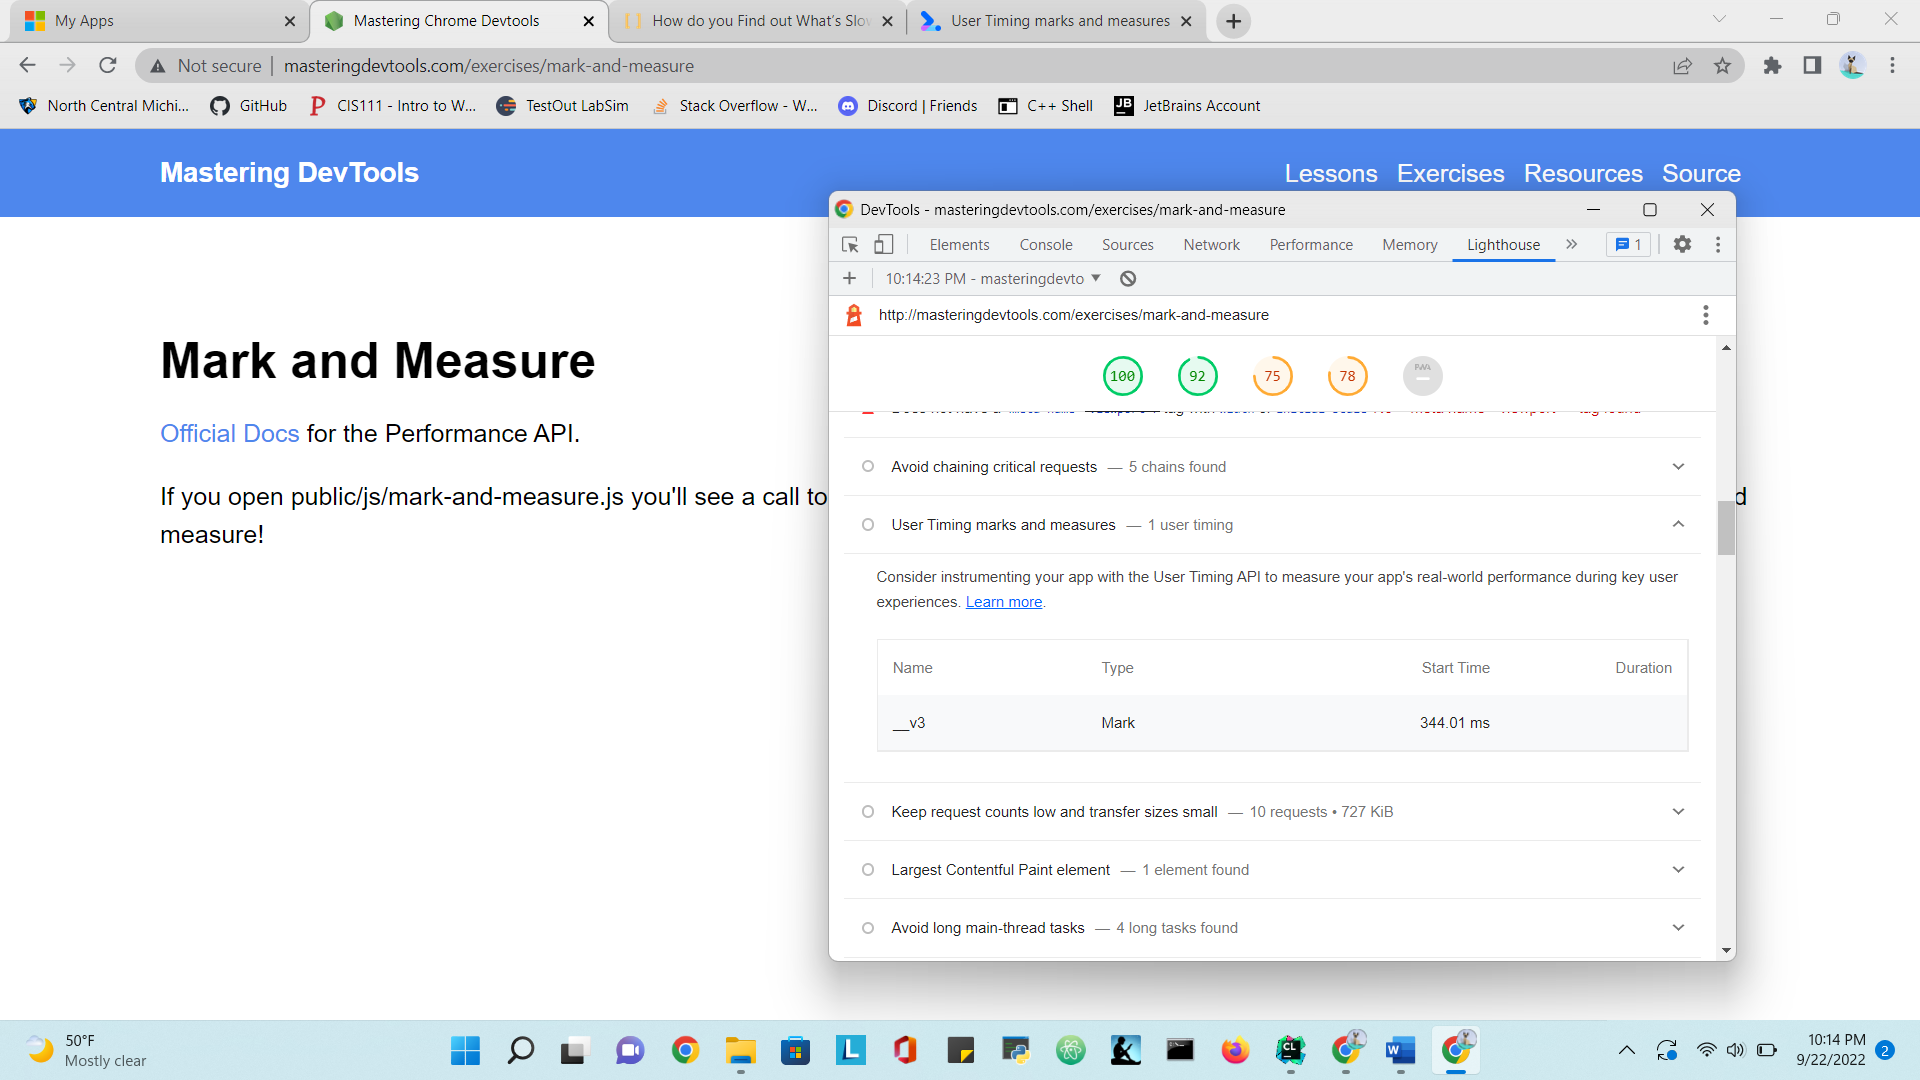 My Apps
Mastering Chrome Devtools
How do you Find out What's Slo
User Timing marks and measures
Not secure
masteringdevtools.com/exercises/mark-and-measure
North Central Michi...
GitHub
CIS111 - Intro to W...
TestOut LabSim
Stack Overflow - W...
Discord | Friends
C++ Shell
JetBrains Account
Mastering DevTools
Lessons Exercises Resources Source
DevTools - masteringdevtools.com/exercises/mark-and-measure
Elements Console Sources Network Performance Memory Lighthouse 1
10:14:23 PM - masteringdevto
http://masteringdevtools.com/exercises/mark-and-measure
100 92 75 78 PWA
Mark and Measure
Official Docs for the Performance API.
If you open public/js/mark-and-measure.js you'll see a call to
d
measure!
Avoid chaining critical requests — 5 chains found
User Timing marks and measures — 1 user timing
Consider instrumenting your app with the User Timing API to measure your app's real-world performance during key user
experiences. Learn more.
Name Type Start Time Duration
__v3 Mark 344.01 ms
Keep request counts low and transfer sizes small — 10 requests • 727 KiB
Largest Contentful Paint element — 1 element found
Avoid long main-thread tasks — 4 long tasks found
50°F
Mostly clear
10:14 PM
9/22/2022
2